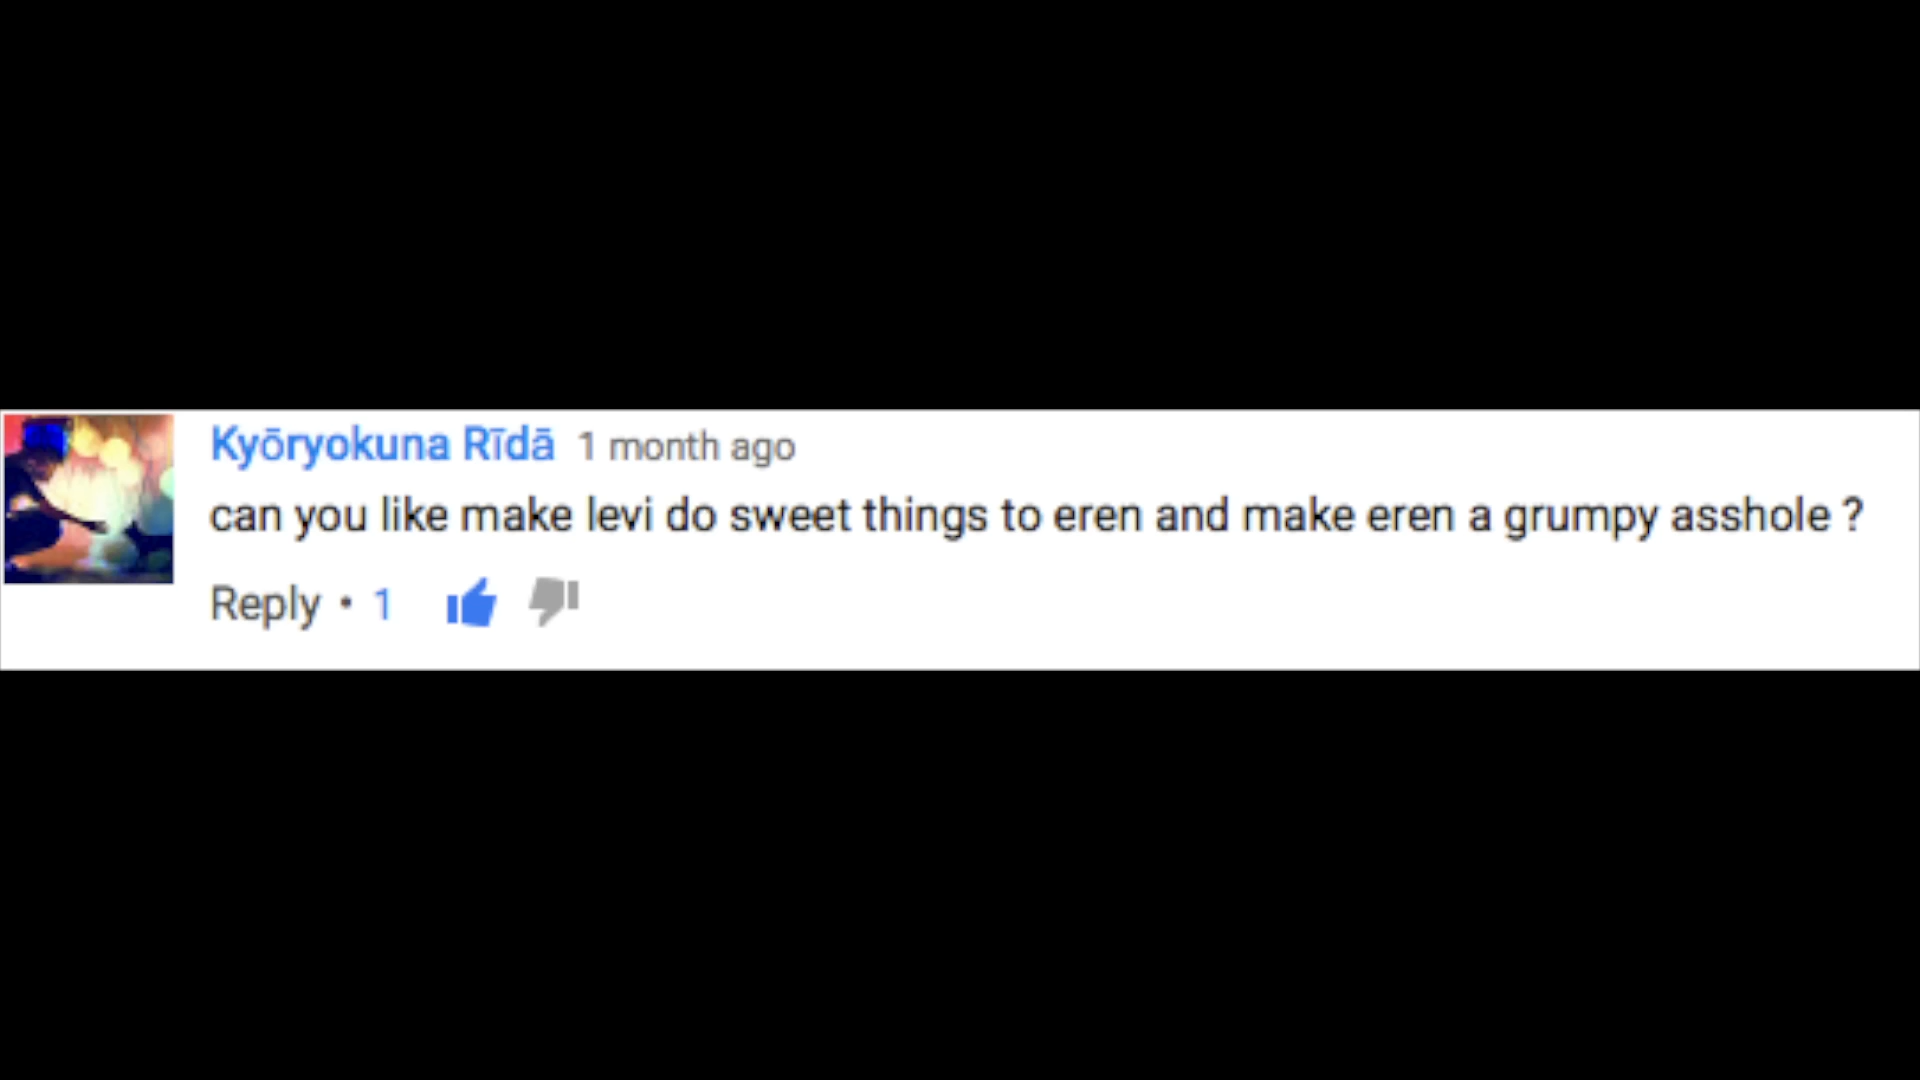 Kyōryokuna Rīdā 1 month ago
can you like make levi do sweet things to eren and make eren a grumpy asshole ?
Reply • 1